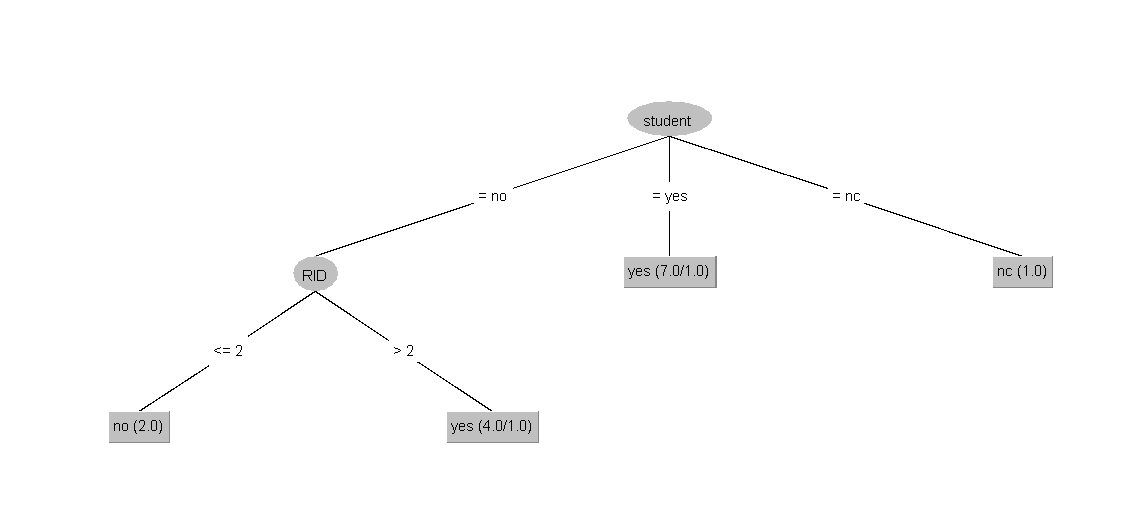 student
= no
= yes
= nc
RID
yes (7.0/1.0)
nc (1.0)
<= 2
> 2
no (2.0)
yes (4.0/1.0)